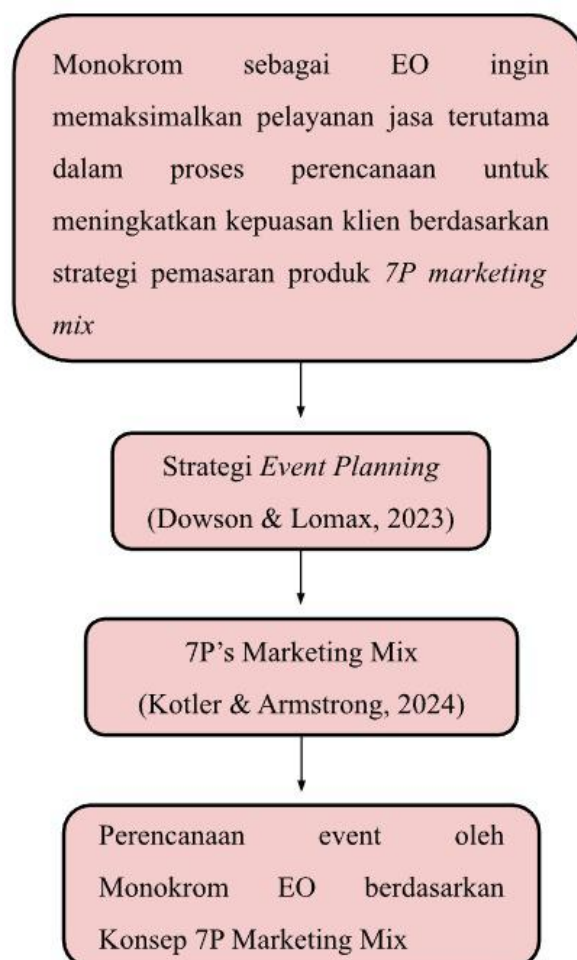 Monokrom sebagai EO ingin
memaksimalkan pelayanan jasa terutama
dalam proses perencanaan untuk
meningkatkan kepuasan klien berdasarkan
strategi pemasaran produk 7P marketing
mix
Strategi Event Planning
(Dowson & Lomax, 2023)
7P’s Marketing Mix
(Kotler & Armstrong, 2024)
Perencanaan event oleh
Monokrom EO berdasarkan
Konsep 7P Marketing Mix